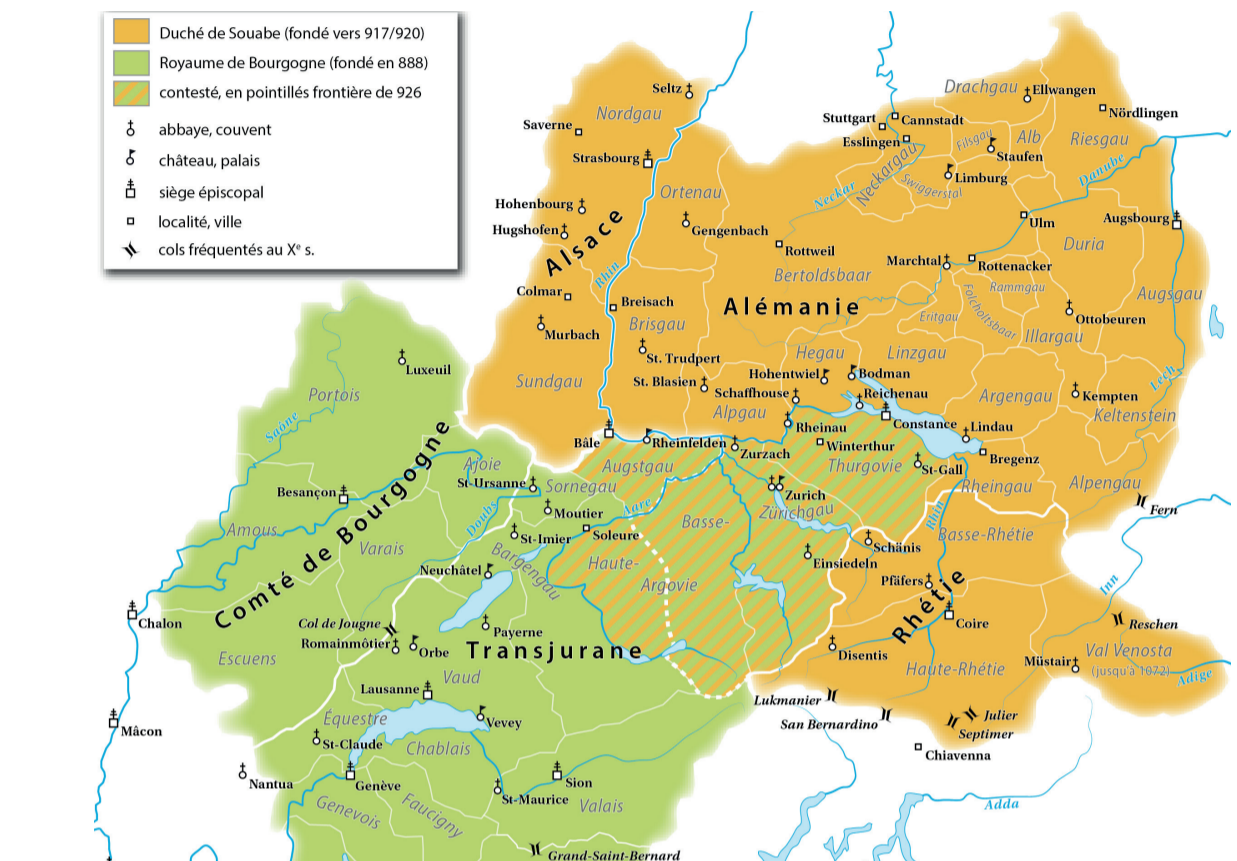 Duché de Souabe (fondé vers 917/920)
Royaume de Bourgogne (fondé en 888)
contesté, en pointillés frontière de 926
abbaye, couvent
château, palais
siège épiscopal
localité, ville
cols fréquentés au Xᵉ s.
Seltz
Nordgau
Saverne
Strasbourg
Ortenau
Hohenbourg
Hugshofen
Alsace
Gengenbach
Rhin
Colmar
Breisach
Brisgau
Murbach
St. Trudpert
Sundgau
St. Blasien
Drachgau
Ellwangen
Nördlingen
Stuttgart
Cannstadt
Esslingen
Filsgau
Alb
Riesgau
Staufen
Neckargau
Limburg
Swiggerstal
Danube
Neckar
Ulm
Augsbourg
Rottweil
Duria
Marchtal
Rottenacker
Bertoldsbaar
Rammgau
Augsgau
Folcholtsbaar
Alémanie
Eritgau
Ottobeuren
Illargau
Hegau
Linzgau
Hohentwiel
Bodman
Lech
Schaffhouse
Reichenau
Argengau
Kempten
Alpgau
Keltenstein
Constance
Lindau
Rheinau
Bâle
Rheinfelden
Zurzach
Winterthur
Bregenz
Augstgau
Thurgovie
St-Gall
Rheingau
Alpengau
Fern
Luxeuil
Portois
Saône
Comté de Bourgogne
Ajoie
St-Ursanne
Sornegau
Besançon
Moutier
Aare
Basse-
Zurich
Zürichgau
Rhin
Amous
Doubs
St-Imier
Soleure
Schänis
Basse-Rhétie
Varais
Bargengau
Haute-
Einsiedeln
Neuchâtel
Argovie
Pfäfers
Inn
Rhétie
Chalon
Col de Jougne
Payerne
Coire
Reschen
Romainmôtier
Orbe
Transjurane
Disentis
Val Venosta
(jusqu'à 1072)
Escuens
Vaud
Haute-Rhétie
Müstair
Adige
Lausanne
Lukmanier
Équestre
Vevey
San Bernardino
Julier
Septimer
Mâcon
St-Claude
Chablais
Chiavenna
Nantua
Genève
Sion
St-Maurice
Valais
Adda
Genevois
Faucigny
Grand-Saint-Bernard